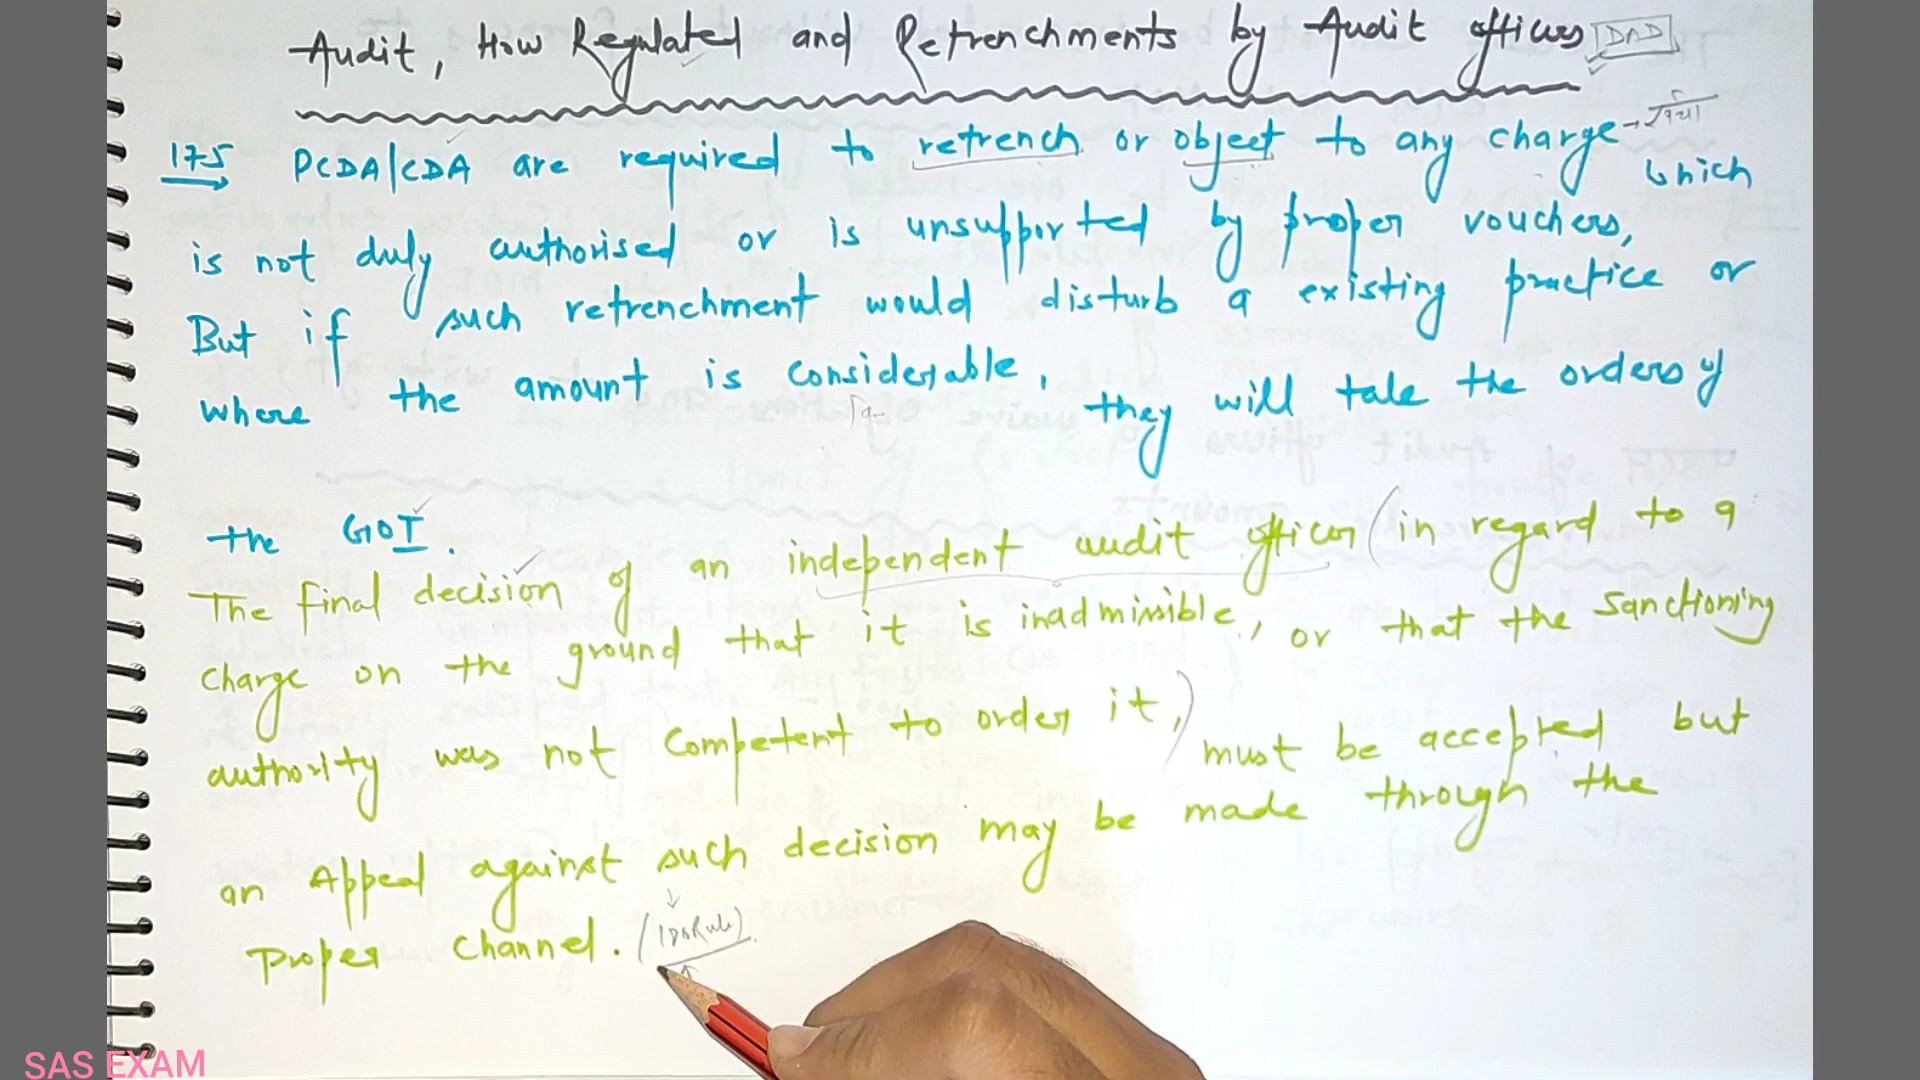 Audit, How Regulated and Retrenchments by Audit officers DAD
175 PCDA/CDA are required to retrench or object to any charge which
is not duly authorised or is unsupported by proper vouchers,
But if such retrenchment would disturb a existing practice or
where the amount is considerable, they will take the orders of
the GOI.
The final decision of an independent audit officer (in regard to a
charge on the ground that it is inadmissible, or that the Sanctioning
authority was not competent to order it,) must be accepted but
an Appeal against such decision may be made through the
proper channel.
SAS EXAM